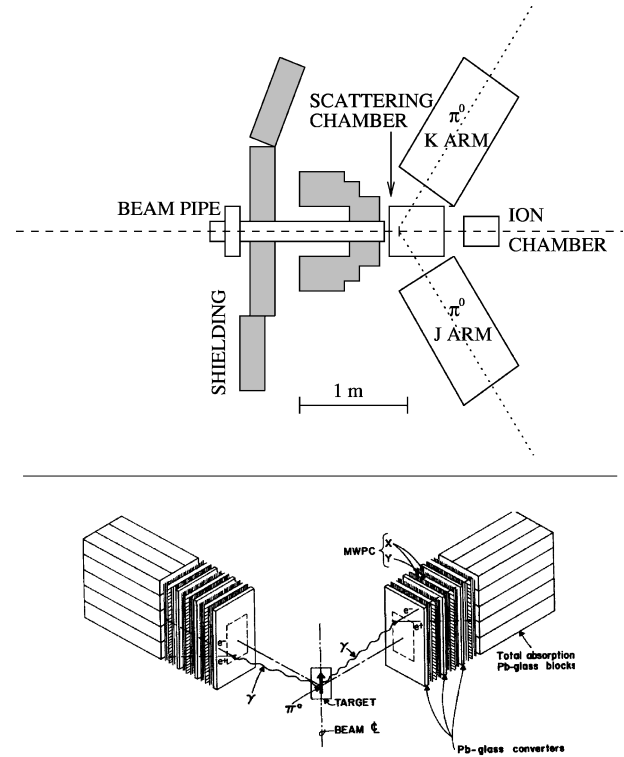 SCATTERING
CHAMBER
π⁰
K ARM
BEAM PIPE
ION
CHAMBER
π⁰
J ARM
SHIELDING
1 m
MWPC { X
Y
e-
e+
γ
γ
e-
e+
π⁰
TARGET
BEAM ℄
Total absorption
Pb-glass blocks
Pb-glass converters